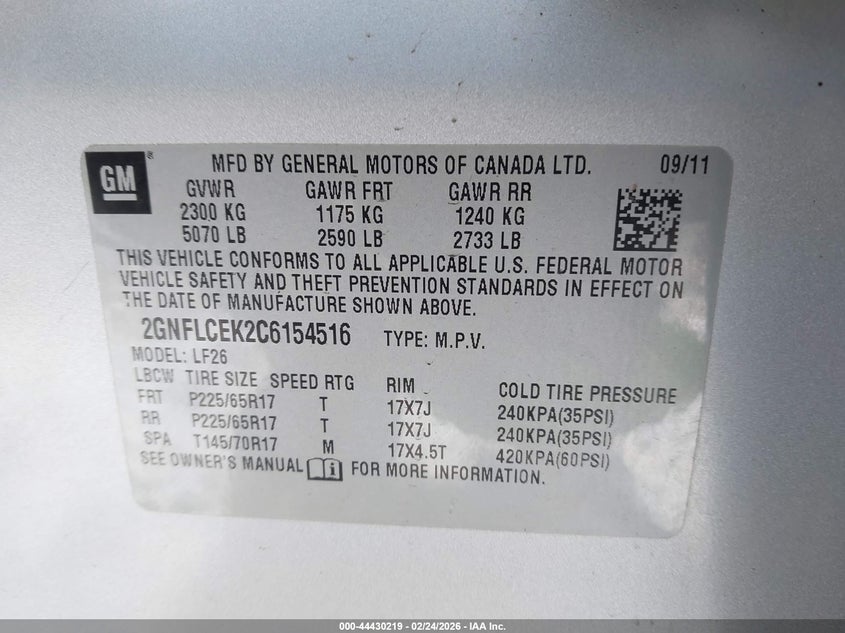 GM ®
MFD BY GENERAL MOTORS OF CANADA LTD. 09/11
GVWR GAWR FRT GAWR RR
2300 KG 1175 KG 1240 KG
5070 LB 2590 LB 2733 LB
THIS VEHICLE CONFORMS TO ALL APPLICABLE U.S. FEDERAL MOTOR
VEHICLE SAFETY AND THEFT PREVENTION STANDARDS IN EFFECT ON
THE DATE OF MANUFACTURE SHOWN ABOVE.
2GNFLCEK2C6154516 TYPE: M.P.V.
MODEL: LF26
LBCW TIRE SIZE SPEED RTG RIM COLD TIRE PRESSURE
FRT P225/65R17 T 17X7J 240KPA(35PSI)
RR P225/65R17 T 17X7J 240KPA(35PSI)
SPA T145/70R17 M 17X4.5T 420KPA(60PSI)
SEE OWNER'S MANUAL FOR MORE INFORMATION.
000-44430219 - 02/24/2026 - IAA Inc.